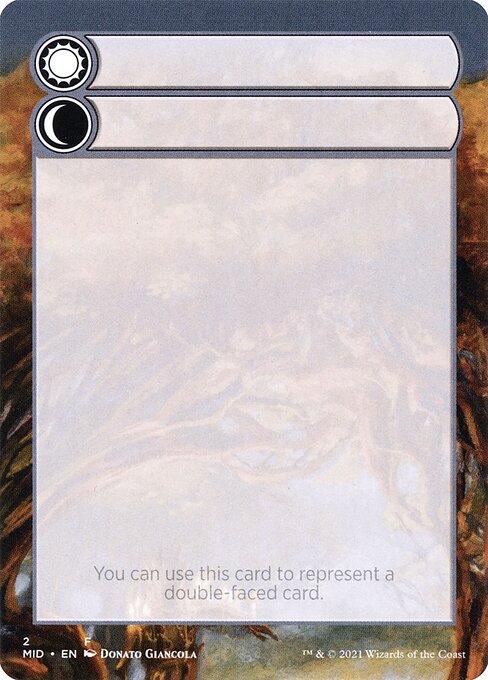 You can use this card to represent a
double-faced card.
2 F
MID • EN Donato Giancola ™ & © 2021 Wizards of the Coast